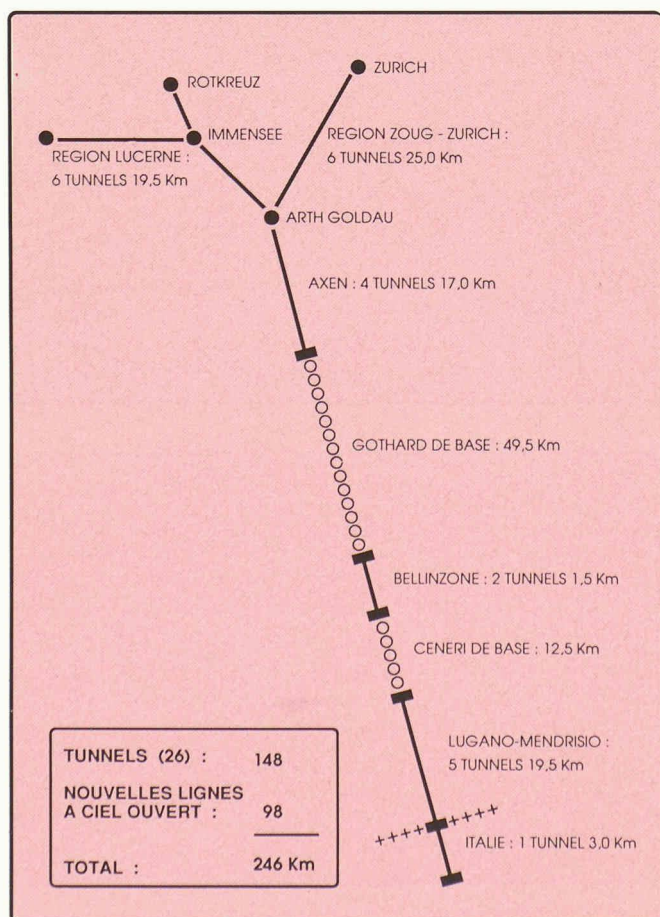 ROTKREUZ
ZURICH
IMMENSEE
REGION LUCERNE :
6 TUNNELS 19,5 Km
REGION ZOUG - ZURICH :
6 TUNNELS 25,0 Km
ARTH GOLDAU
AXEN : 4 TUNNELS 17,0 Km
GOTHARD DE BASE : 49,5 Km
BELLINZONE : 2 TUNNELS 1,5 Km
CENERI DE BASE : 12,5 Km
LUGANO-MENDRISIO :
5 TUNNELS 19,5 Km
ITALIE : 1 TUNNEL 3,0 Km
TUNNELS (26) : 148
NOUVELLES LIGNES
A CIEL OUVERT : 98
TOTAL : 246 Km